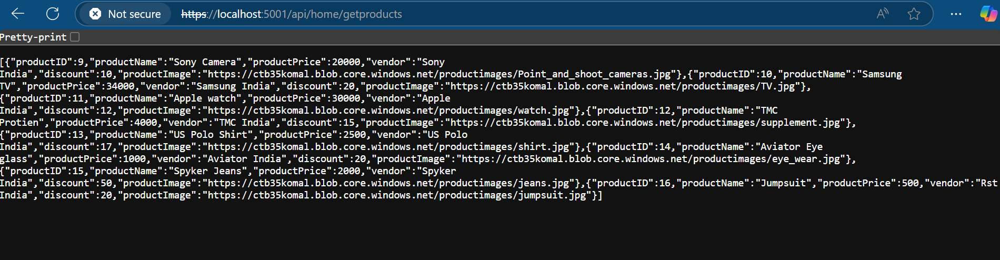 Not secure https://localhost:5001/api/home/getproducts
Pretty-print
[{"productID":9,"productName":"Sony Camera","productPrice":20000,"vendor":"Sony
India","discount":10,"productImage":"https://ctb35komal.blob.core.windows.net/productimages/Point_and_shoot_cameras.jpg"},{"productID":10,"productName":"Samsung
TV","productPrice":34000,"vendor":"Samsung India","discount":20,"productImage":"https://ctb35komal.blob.core.windows.net/productimages/TV.jpg"},
{"productID":11,"productName":"Apple watch","productPrice":30000,"vendor":"Apple
India","discount":12,"productImage":"https://ctb35komal.blob.core.windows.net/productimages/watch.jpg"},{"productID":12,"productName":"TMC
Protien","productPrice":4000,"vendor":"TMC India","discount":15,"productImage":"https://ctb35komal.blob.core.windows.net/productimages/supplement.jpg"},
{"productID":13,"productName":"US Polo Shirt","productPrice":2500,"vendor":"US Polo
India","discount":17,"productImage":"https://ctb35komal.blob.core.windows.net/productimages/shirt.jpg"},{"productID":14,"productName":"Aviator Eye
glass","productPrice":1000,"vendor":"Aviator India","discount":20,"productImage":"https://ctb35komal.blob.core.windows.net/productimages/eye_wear.jpg"},
{"productID":15,"productName":"Spyker Jeans","productPrice":2000,"vendor":"Spyker
India","discount":50,"productImage":"https://ctb35komal.blob.core.windows.net/productimages/jeans.jpg"},{"productID":16,"productName":"Jumpsuit","productPrice":500,"vendor":"Rst
India","discount":20,"productImage":"https://ctb35komal.blob.core.windows.net/productimages/jumpsuit.jpg"}]